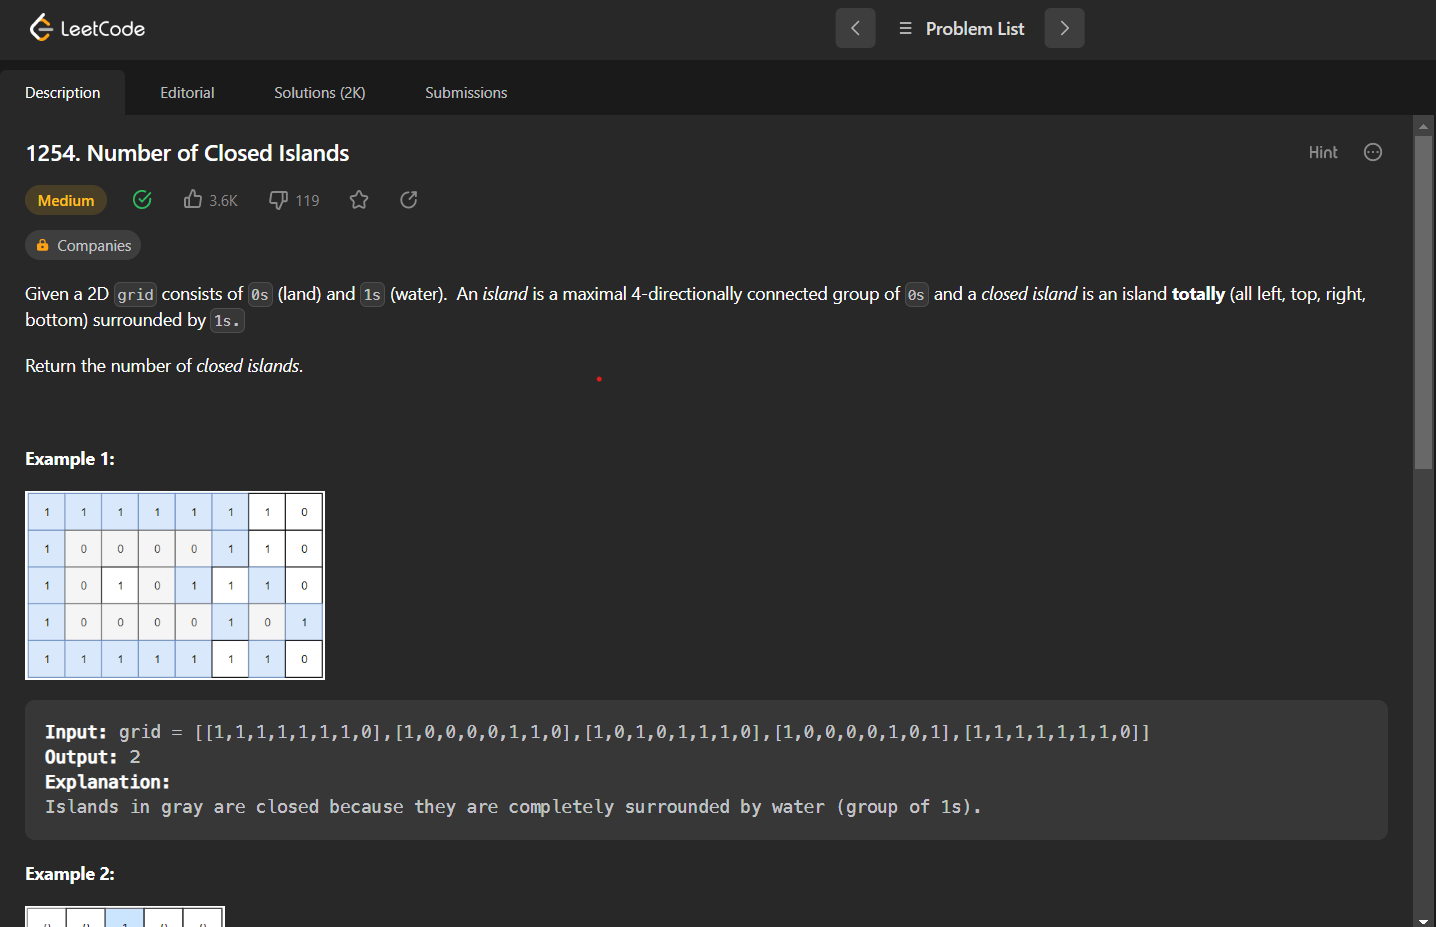 LeetCode
Problem List
Description Editorial Solutions (2K) Submissions
1254. Number of Closed Islands
Hint
Medium 3.6K 119
Companies
Given a 2D grid consists of 0s (land) and 1s (water). An island is a maximal 4-directionally connected group of 0s and a closed island is an island totally (all left, top, right,
bottom) surrounded by 1s.
Return the number of closed islands.
Example 1:
1 1 1 1 1 1 1 0
1 0 0 0 0 1 1 0
1 0 1 0 1 1 1 0
1 0 0 0 0 1 0 1
1 1 1 1 1 1 1 0
Input: grid = [[1,1,1,1,1,1,1,0],[1,0,0,0,0,1,1,0],[1,0,1,0,1,1,1,0],[1,0,0,0,0,1,0,1],[1,1,1,1,1,1,1,0]]
Output: 2
Explanation:
Islands in gray are closed because they are completely surrounded by water (group of 1s).
Example 2:
0 0 1 0 0